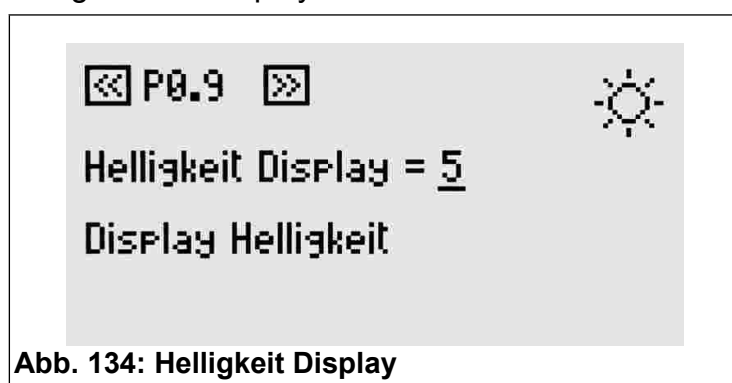 ≪ P0.9 ≫
Helligkeit Display = 5
Display Helligkeit
Abb. 134: Helligkeit Display